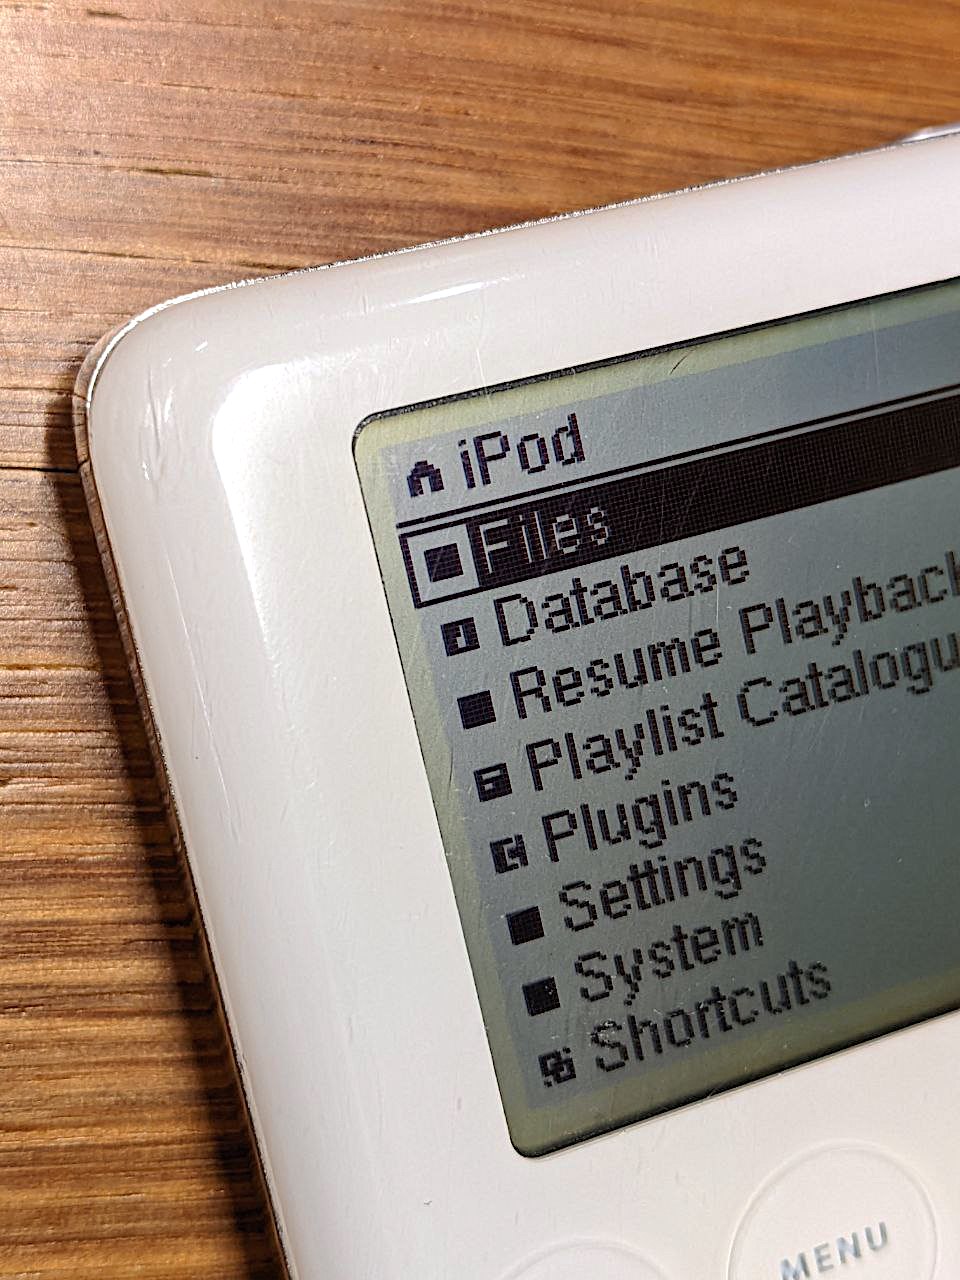 iPod
Files
Database
Resume Playback
Playlist Catalogu
Plugins
Settings
System
Shortcuts
MENU